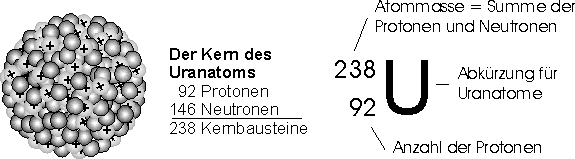 Der Kern des
Uranatoms
92 Protonen
146 Neutronen
238 Kernbausteine
Atommasse = Summe der
Protonen und Neutronen
238
92
U
Abkürzung für
Uranatome
Anzahl der Protonen